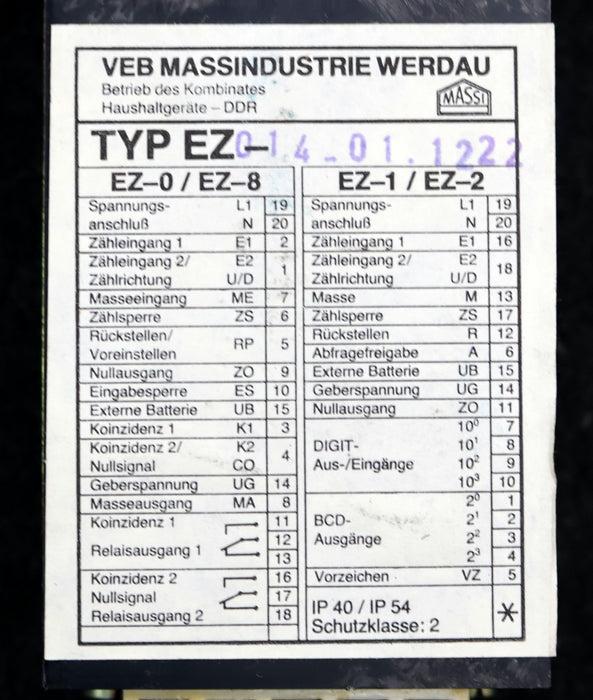 VEB MASSINDUSTRIE WERDAU
Betrieb des Kombinates
Haushaltgeräte – DDR
MASSI
TYP EZ–014-01.1222
EZ–0 / EZ–8
Spannungs- L1 19
anschluß N 20
Zähleingang 1 E1 2
Zähleingang 2/ E2
Zählrichtung U/D 1
Masseeingang ME 7
Zählsperre ZS 6
Rückstellen/
Voreinstellen RP 5
Nullausgang ZO 9
Eingabesperre ES 10
Externe Batterie UB 15
Koinzidenz 1 K1 3
Koinzidenz 2/ K2
Nullsignal CO 4
Geberspannung UG 14
Masseausgang MA 8
Koinzidenz 1 11
12
Relaisausgang 1
13
Koinzidenz 2 16
Nullsignal 17
Relaisausgang 2 18
EZ–1 / EZ–2
Spannungs- L1 19
anschluß N 20
Zähleingang 1 E1 16
Zähleingang 2/ E2
Zählrichtung U/D 18
Masse M 13
Zählsperre ZS 17
Rückstellen R 12
Abfragefreigabe A 6
Externe Batterie UB 15
Geberspannung UG 14
Nullausgang ZO 11
10⁰ 7
DIGIT- 10¹ 8
Aus-/Eingänge 10² 9
10³ 10
2⁰ 1
BCD- 2¹ 2
Ausgänge 2² 3
2³ 4
Vorzeichen VZ 5
IP 40 / IP 54
Schutzklasse: 2 *